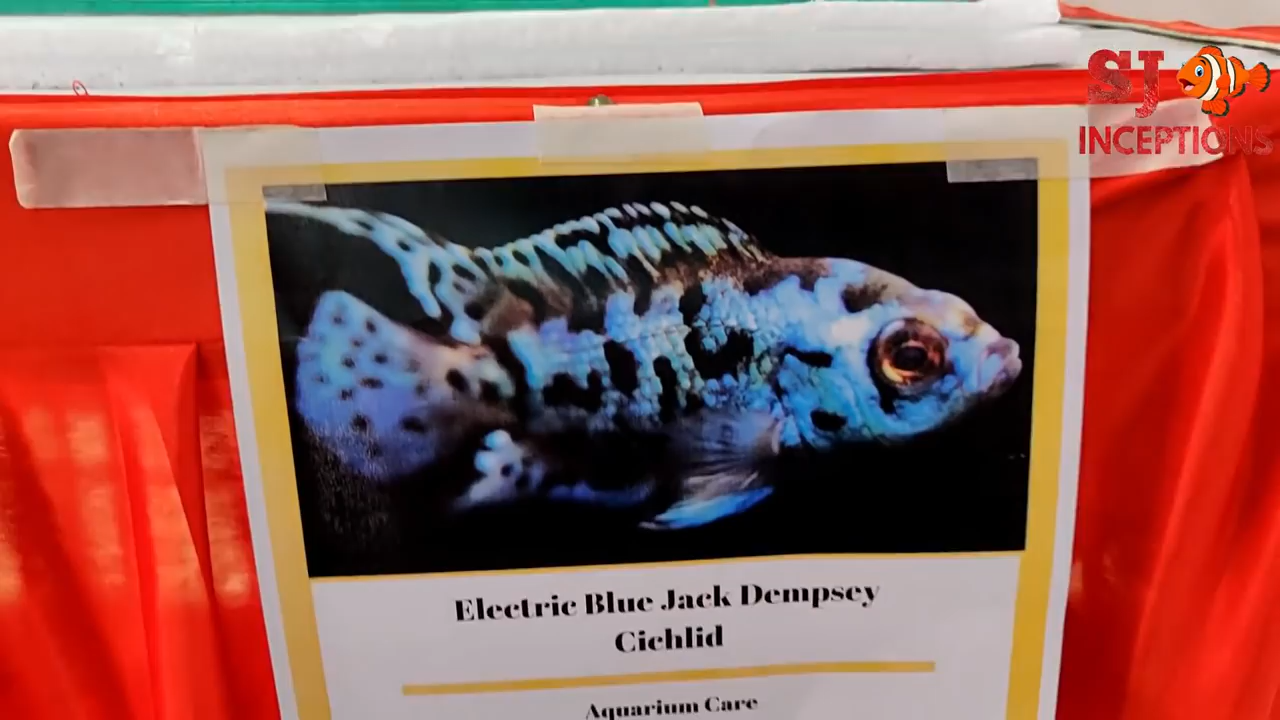 SJ
INCEPTIONS
Electric Blue Jack Dempsey
Cichlid
Aquarium Care